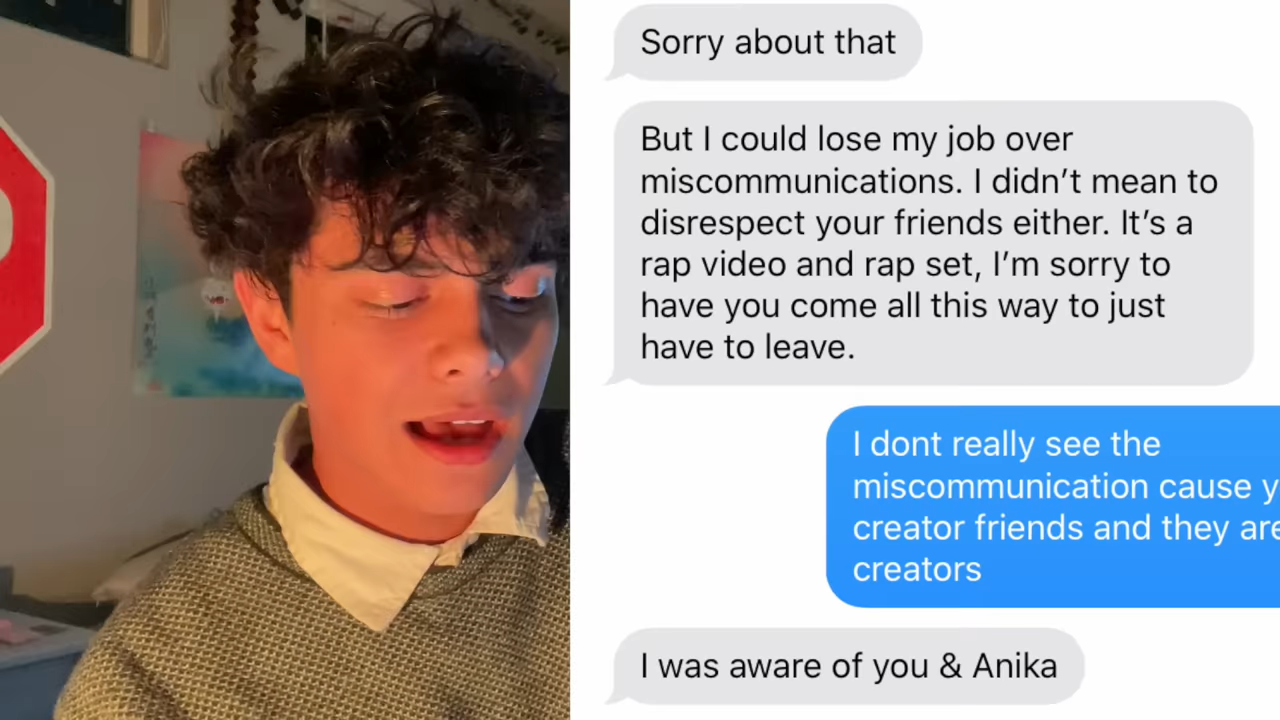 Sorry about that
But I could lose my job over
miscommunications. I didn’t mean to
disrespect your friends either. It’s a
rap video and rap set, I’m sorry to
have you come all this way to just
have to leave.
I dont really see the
miscommunication cause
creator friends and they are
creators
I was aware of you & Anika